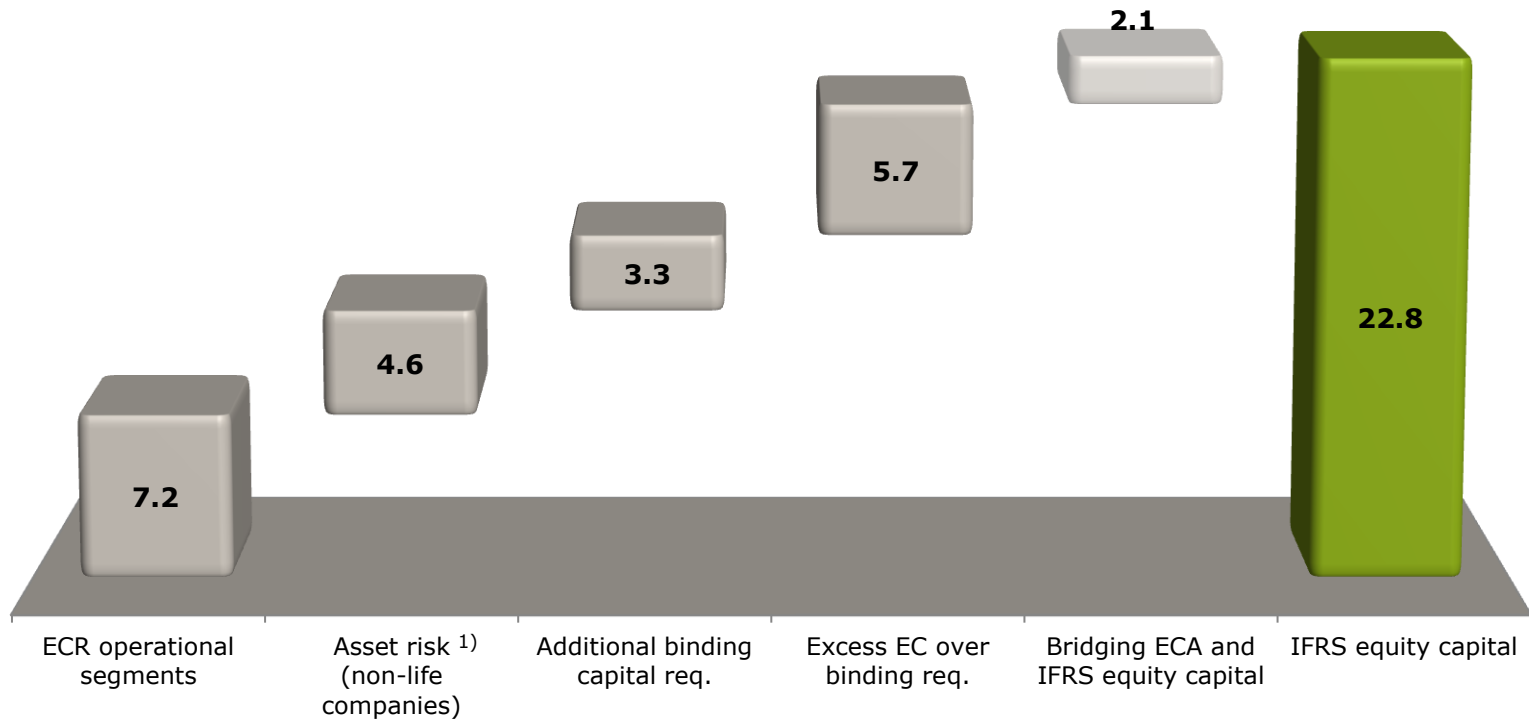 2.1
5.7
3.3
4.6
7.2
22.8
ECR operational
segments
Asset risk 1)
(non-life
companies)
Additional binding
capital req.
Excess EC over
binding req.
Bridging ECA and
IFRS equity capital
IFRS equity capital